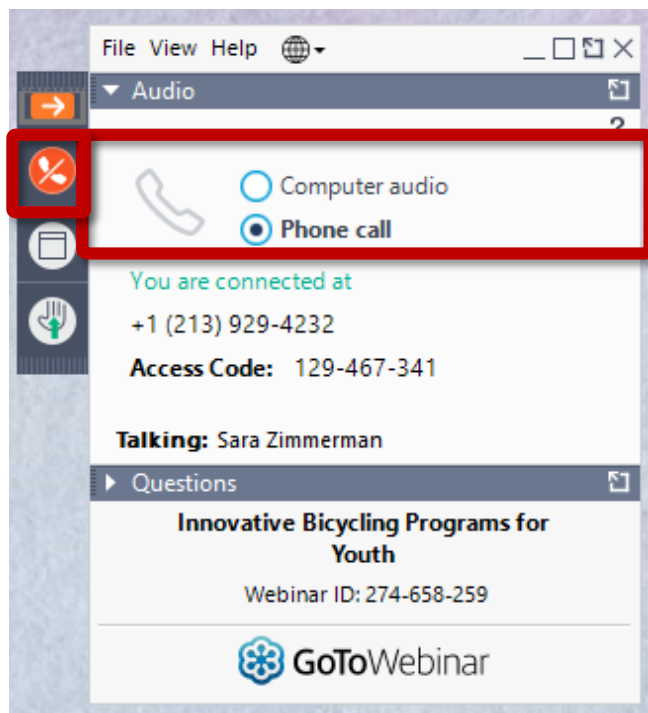 File View Help
Audio
?
Computer audio
Phone call
You are connected at
+1 (213) 929-4232
Access Code: 129-467-341
Talking: Sara Zimmerman
Questions
Innovative Bicycling Programs for
Youth
Webinar ID: 274-658-259
GoToWebinar